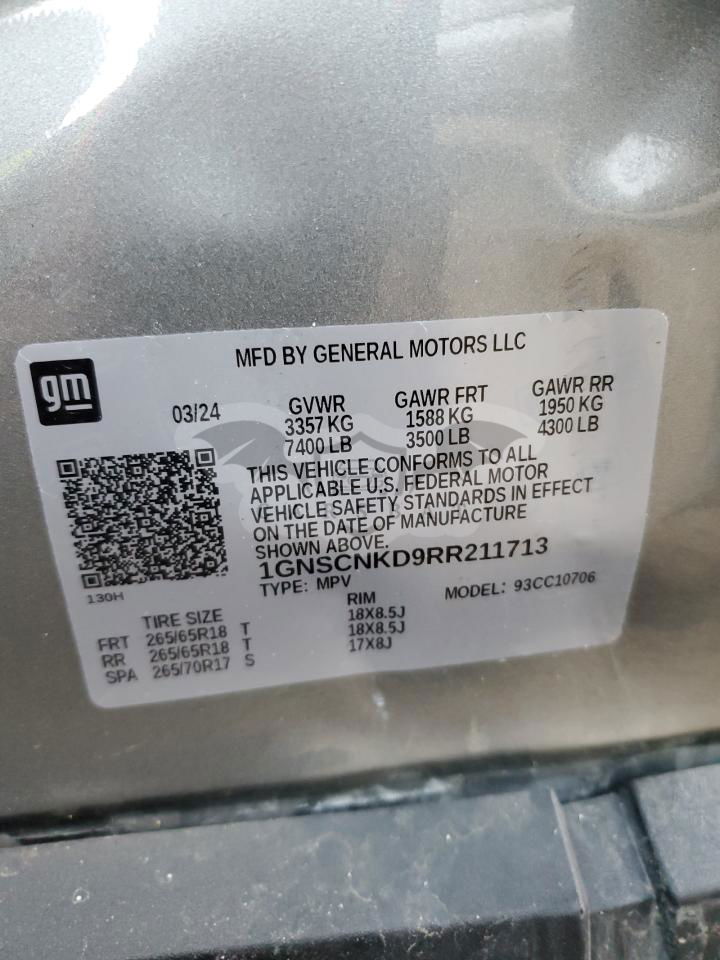 MFD BY GENERAL MOTORS LLC
gm
03/24
GVWR GAWR FRT GAWR RR
3357 KG 1588 KG 1950 KG
7400 LB 3500 LB 4300 LB
THIS VEHICLE CONFORMS TO ALL
APPLICABLE U.S. FEDERAL MOTOR
VEHICLE SAFETY STANDARDS IN EFFECT
ON THE DATE OF MANUFACTURE
SHOWN ABOVE.
1GNSCNKD9RR211713
TYPE: MPV MODEL: 93CC10706
130H
TIRE SIZE RIM
FRT 265/65R18 T 18X8.5J
RR 265/65R18 T 18X8.5J
SPA 265/70R17 S 17X8J